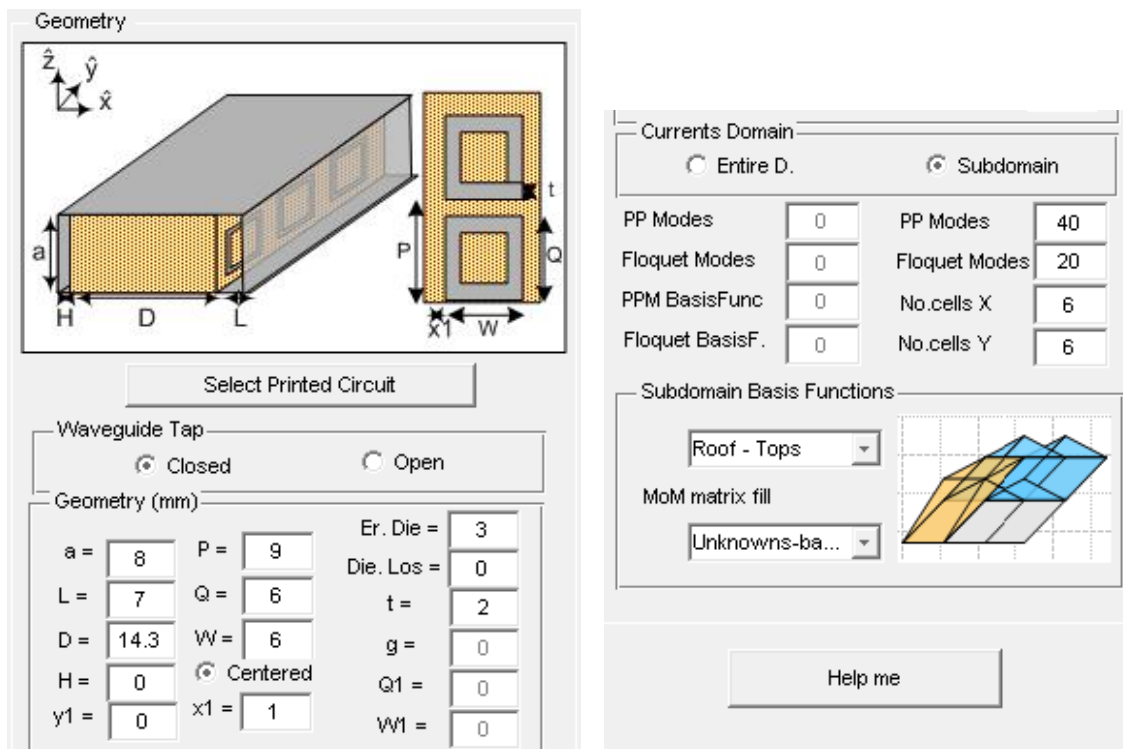 Geometry
ẑ
ŷ
x̂
a
H
D
L
P
t
Q
x1
W
Select Printed Circuit
Waveguide Tap
Closed
Open
Geometry (mm)
a = 8
P = 9
Er. Die = 3
L = 7
Q = 6
Die. Los = 0
D = 14.3
W = 6
t = 2
H = 0
Centered
g = 0
y1 = 0
x1 = 1
Q1 = 0
W1 = 0
Currents Domain
Entire D.
Subdomain
PP Modes 0
PP Modes 40
Floquet Modes 0
Floquet Modes 20
PPM BasisFunc 0
No.cells X 6
Floquet BasisF. 0
No.cells Y 6
Subdomain Basis Functions
Roof - Tops
MoM matrix fill
Unknowns-ba...
Help me